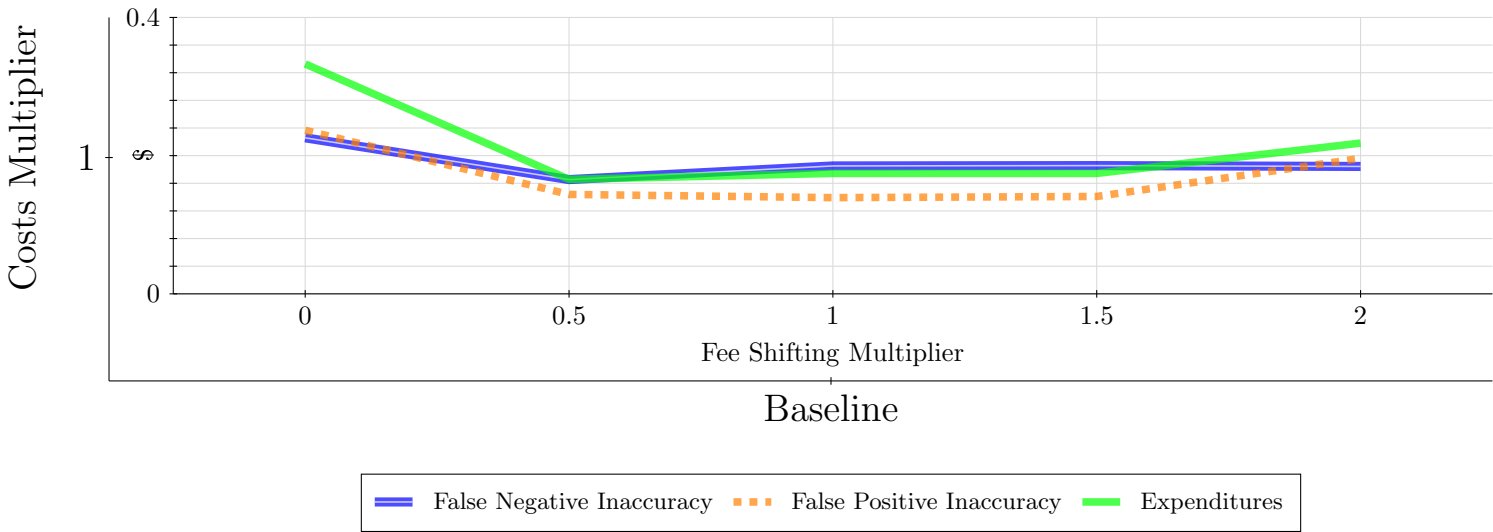 Costs Multiplier
1
$
0.4
0
0 0.5 1 1.5 2
Fee Shifting Multiplier
Baseline
False Negative Inaccuracy False Positive Inaccuracy Expenditures